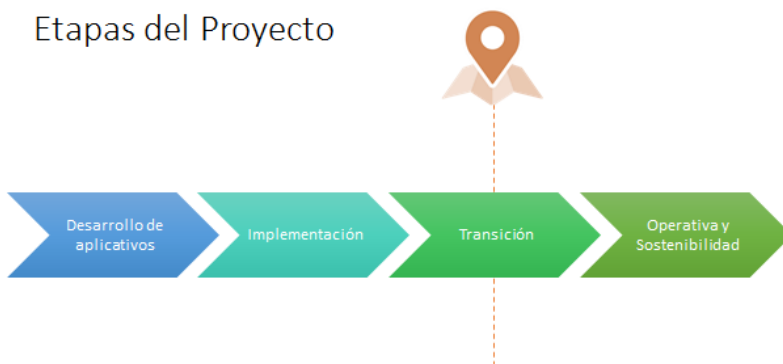 Etapas del Proyecto
Desarrollo de
aplicativos
Implementación
Transición
Operativa y
Sostenibilidad